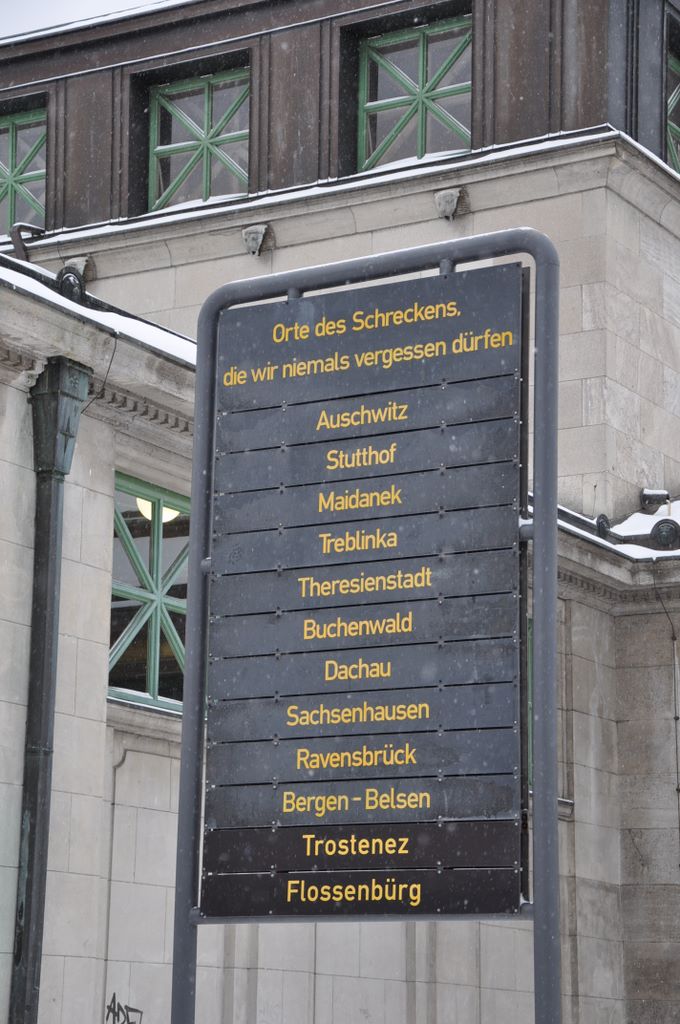 Orte des Schreckens,
die wir niemals vergessen dürfen
Auschwitz
Stutthof
Maidanek
Treblinka
Theresienstadt
Buchenwald
Dachau
Sachsenhausen
Ravensbrück
Bergen-Belsen
Trostenez
Flossenbürg